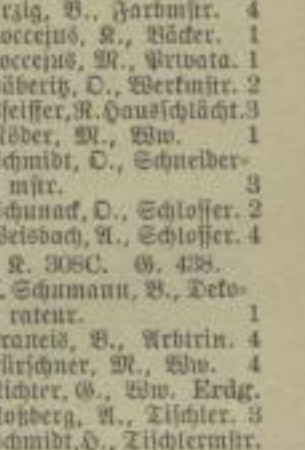 rzig, B., Farbmstr. 4
occejus, K., Bäcker. 1
occejus, M., Privata. 1
äberitz, O., Werkmstr. 2
feiffer, R. Hausschlächt. 3
öder, M., Ww. 1
chmidt, O., Schneider-
mstr. 3
chunack, O., Schlosser. 2
eisbach, A., Schlosser. 4
K. 308C. G. 438.
. Schumann, B., Deko-
rateur. 1
rancis, B., Arbtrin. 4
ürschner, M., Ww. 4
ichter, G., Ww. Erdg.
oßberg, A., Tischler. 3
chmidt, H., Tischlermstr.